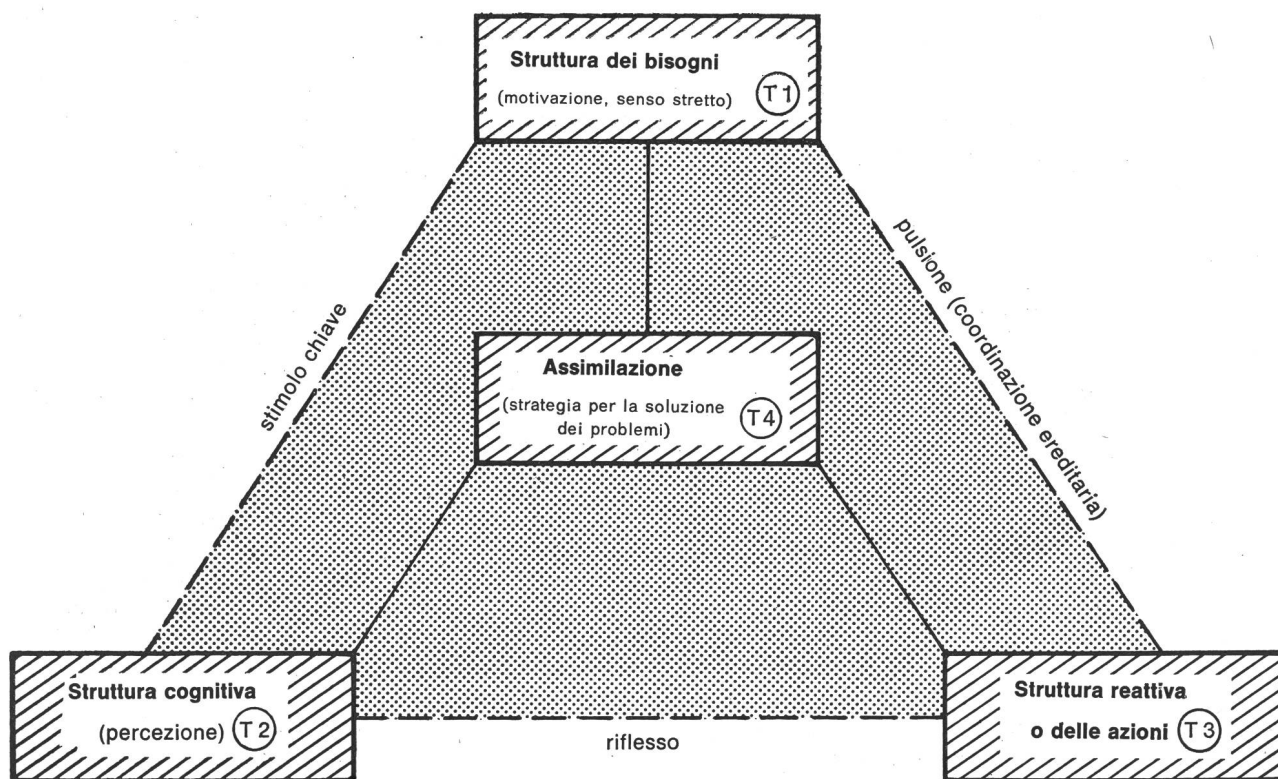 Struttura dei bisogni
(motivazione, senso stretto) T1
stimolo chiave
pulsione (coordinazione ereditaria)
Assimilazione
(strategia per la soluzione
dei problemi) T4
Struttura cognitiva
(percezione) T2
riflesso
Struttura reattiva
o delle azioni T3